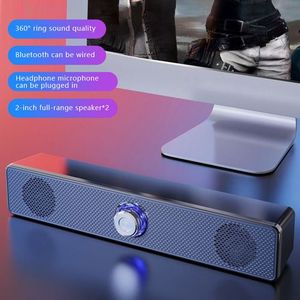 360° ring sound quality
Bluetooth can be wired
Headphone microphone
can be plugged in
2-inch full-range speaker*2